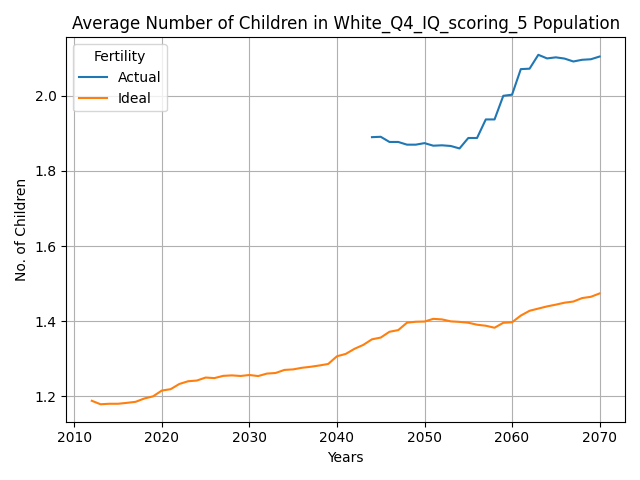 Average Number of Children in White_Q4_IQ_scoring_5 Population
Fertility
Actual
Ideal
No. of Children
2.0
1.8
1.6
1.4
1.2
2010 2020 2030 2040 2050 2060 2070
Years